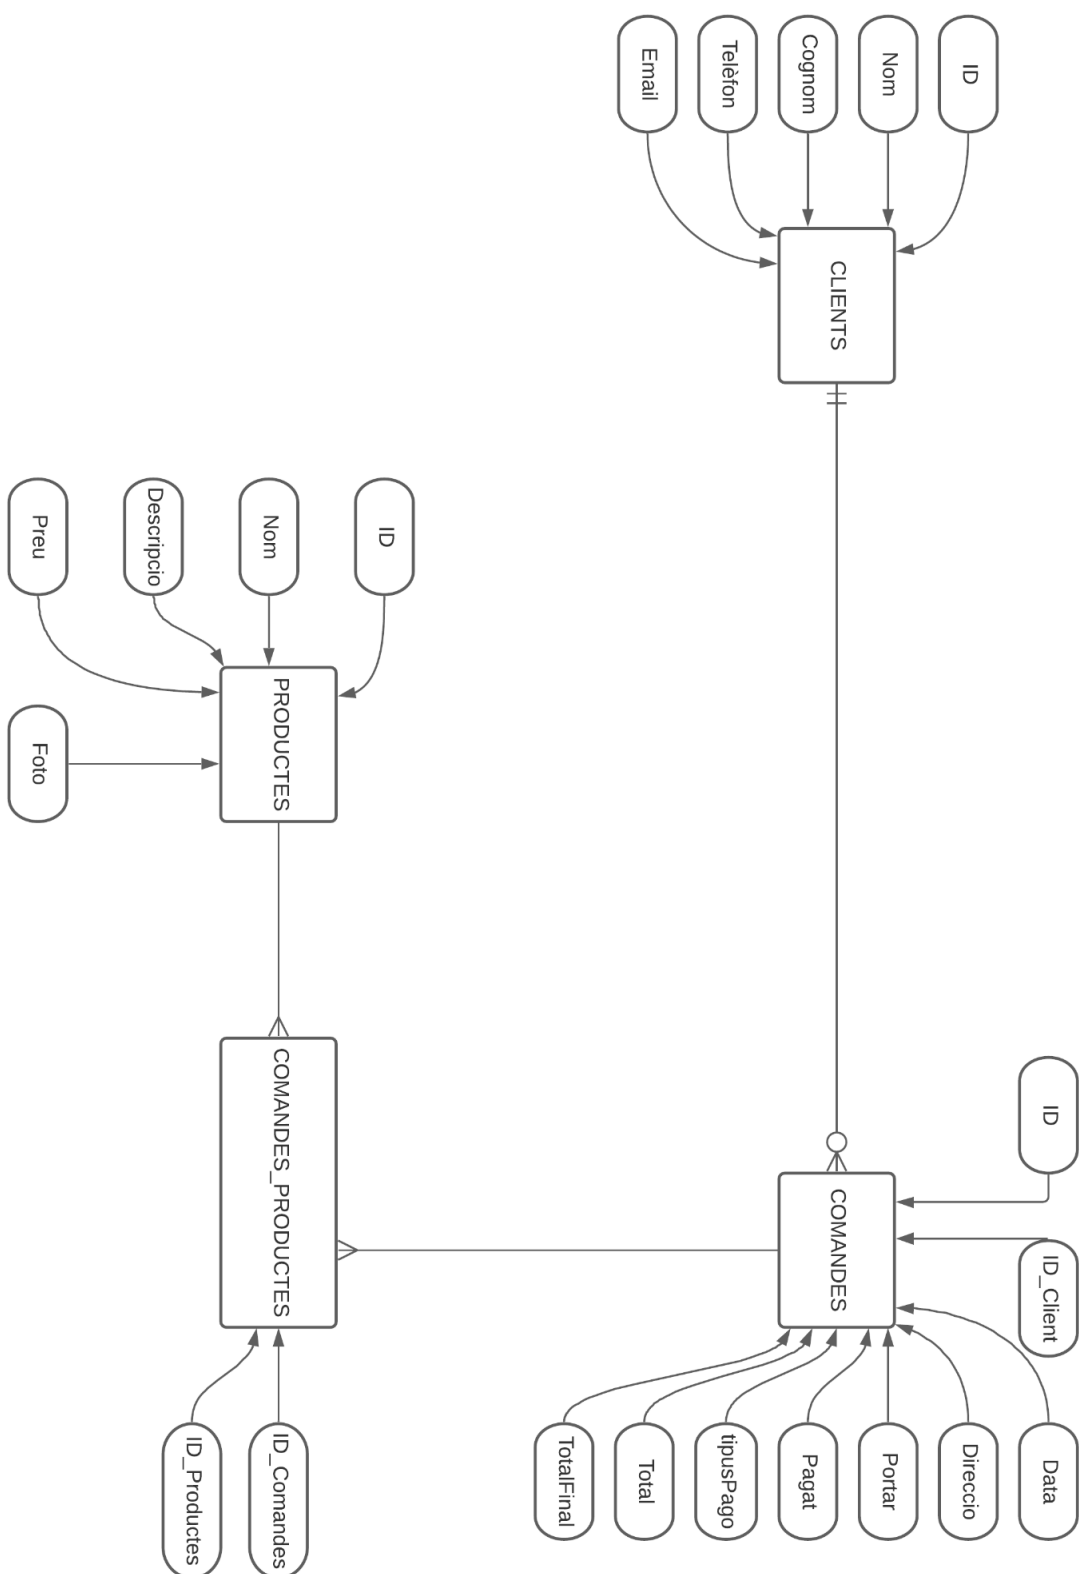 ID
Nom
Cognom
Telèfon
Email
CLIENTS
ID
Nom
Descripcio
Preu
Foto
PRODUCTES
COMANDES_PRODUCTES
ID_Comandes
ID_Productes
ID
ID_Client
COMANDES
Data
Direccio
Portar
Pagat
tipusPago
Total
TotalFinal